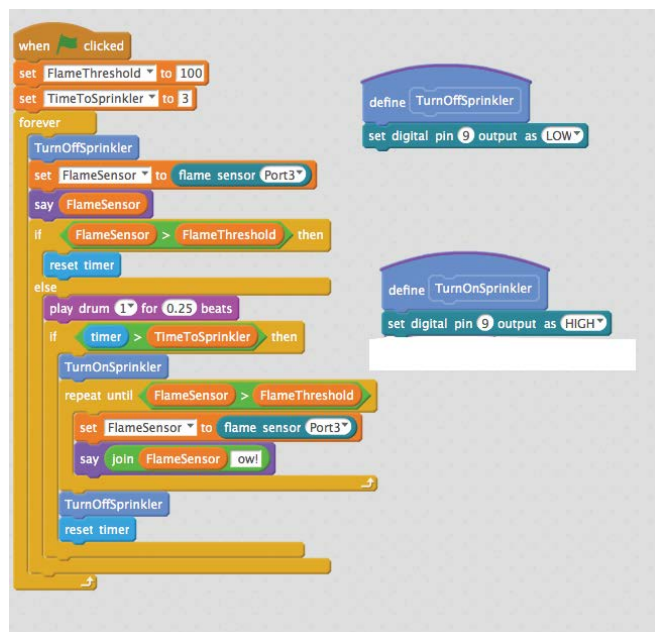 when clicked
set FlameThreshold to 100
set TimeToSprinkler to 3
forever
TurnOffSprinkler
set FlameSensor to flame sensor Port3
say FlameSensor
if FlameSensor > FlameThreshold then
reset timer
else
play drum 1 for 0.25 beats
if timer > TimeToSprinkler then
TurnOnSprinkler
repeat until FlameSensor > FlameThreshold
set FlameSensor to flame sensor Port3
say join FlameSensor ow!
TurnOffSprinkler
reset timer
define TurnOffSprinkler
set digital pin 9 output as LOW
define TurnOnSprinkler
set digital pin 9 output as HIGH